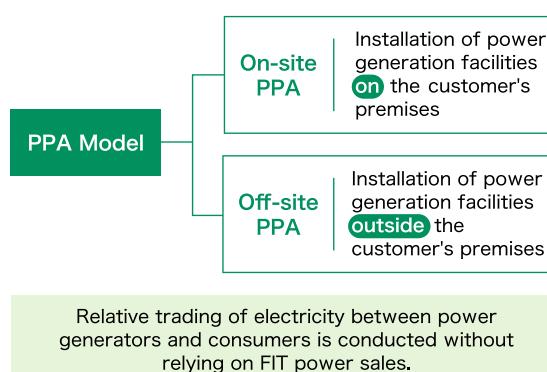 PPA Model
On-site
PPA
Installation of power
generation facilities
on the customer's
premises
Off-site
PPA
Installation of power
generation facilities
outside the
customer's premises
Relative trading of electricity between power
generators and consumers is conducted without
relying on FIT power sales.